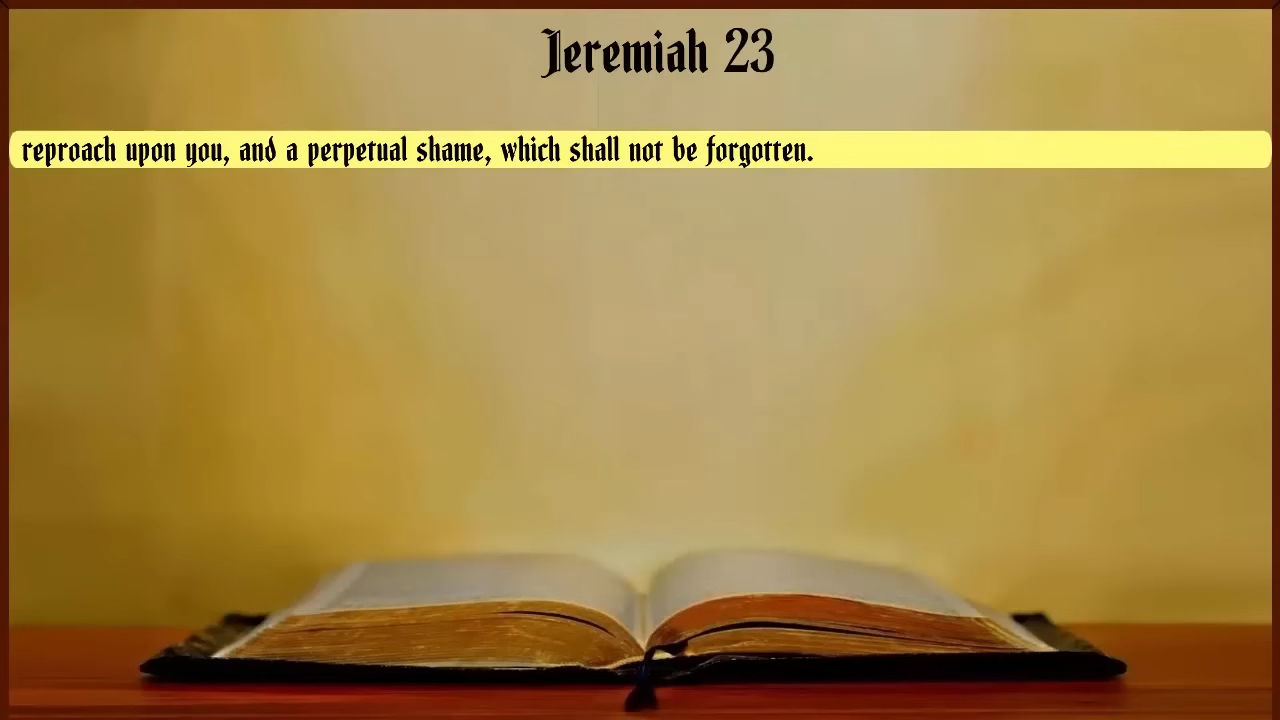 Jeremiah 23
reproach upon you, and a perpetual shame, which shall not be forgotten.